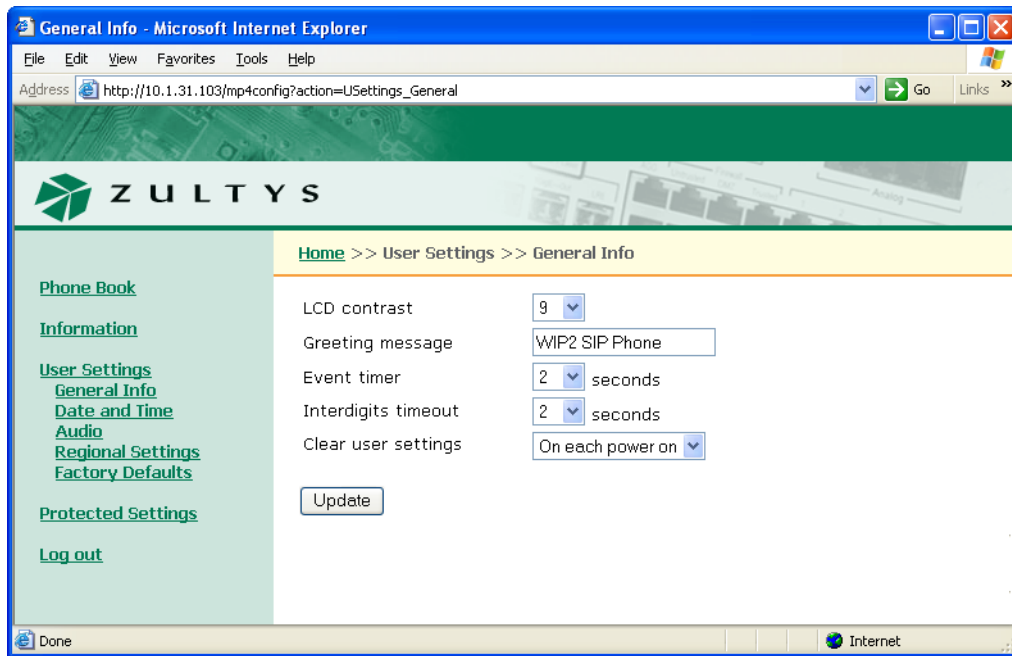 General Info - Microsoft Internet Explorer
File Edit View Favorites Tools Help
Address http://10.1.31.103/mp4config?action=USettings_General Go Links »
ZULTYS
Home >> User Settings >> General Info
Phone Book
Information
User Settings
General Info
Date and Time
Audio
Regional Settings
Factory Defaults
Protected Settings
Log out
LCD contrast 9
Greeting message WIP2 SIP Phone
Event timer 2 seconds
Interdigits timeout 2 seconds
Clear user settings On each power on
Update
Analog
Done Internet